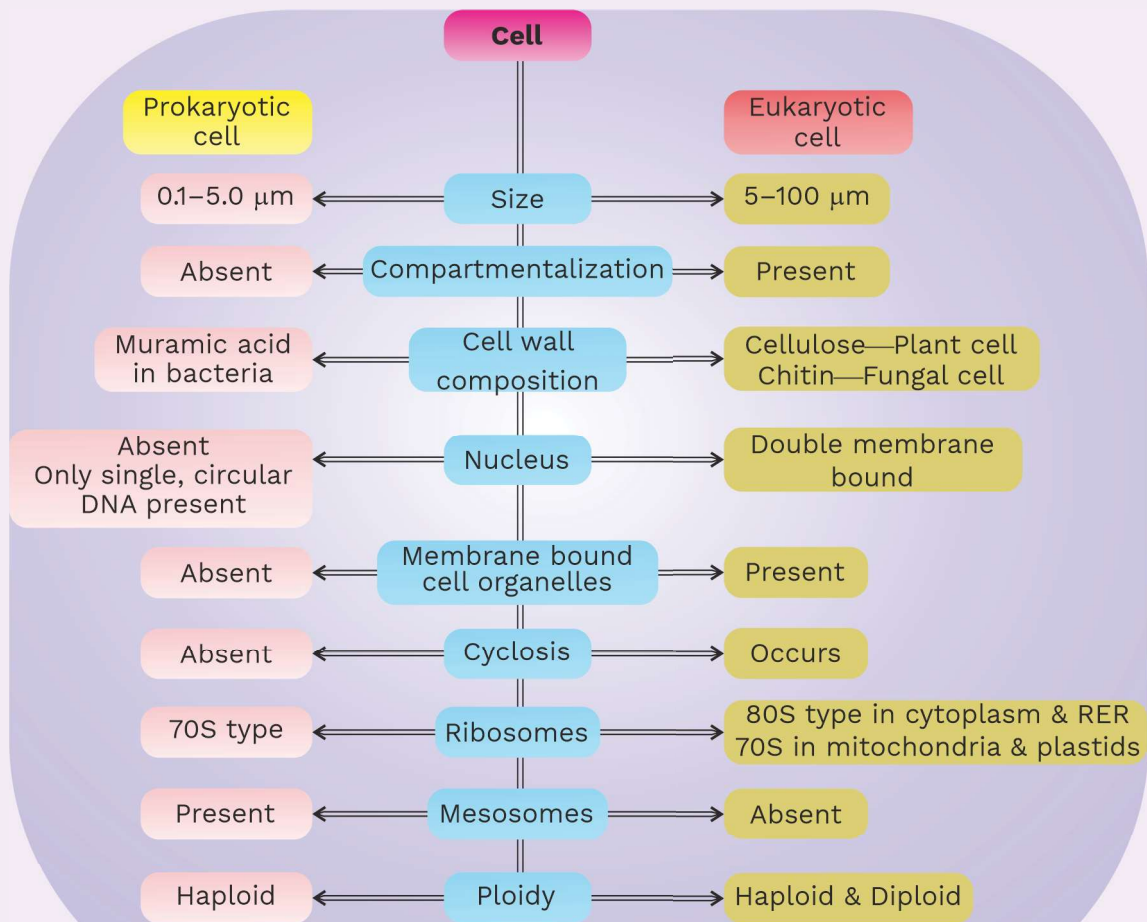 Cell
Prokaryotic
cell
Eukaryotic
cell
0.1–5.0 μm
Size
5–100 μm
Absent
Compartmentalization
Present
Muramic acid
in bacteria
Cell wall
composition
Cellulose—Plant cell
Chitin—Fungal cell
Absent
Only single, circular
DNA present
Nucleus
Double membrane
bound
Absent
Membrane bound
cell organelles
Present
Absent
Cyclosis
Occurs
70S type
Ribosomes
80S type in cytoplasm & RER
70S in mitochondria & plastids
Present
Mesosomes
Absent
Haploid
Ploidy
Haploid & Diploid